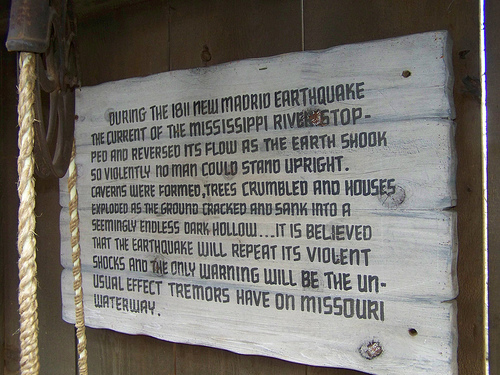 DURING THE 1811 NEW MADRID EARTHQUAKE
THE CURRENT OF THE MISSISSIPPI RIVER STOP-
PED AND REVERSED ITS FLOW AS THE EARTH SHOOK
SO VIOLENTLY NO MAN COULD STAND UPRIGHT.
CAVERNS WERE FORMED, TREES CRUMBLED AND HOUSES
EXPLODED AS THE GROUND CRACKED AND SANK INTO A
SEEMINGLY ENDLESS DARK HOLLOW...IT IS BELIEVED
THAT THE EARTHQUAKE WILL REPEAT ITS VIOLENT
SHOCKS AND THE ONLY WARNING WILL BE THE UN-
USUAL EFFECT TREMORS HAVE ON MISSOURI
WATERWAY.